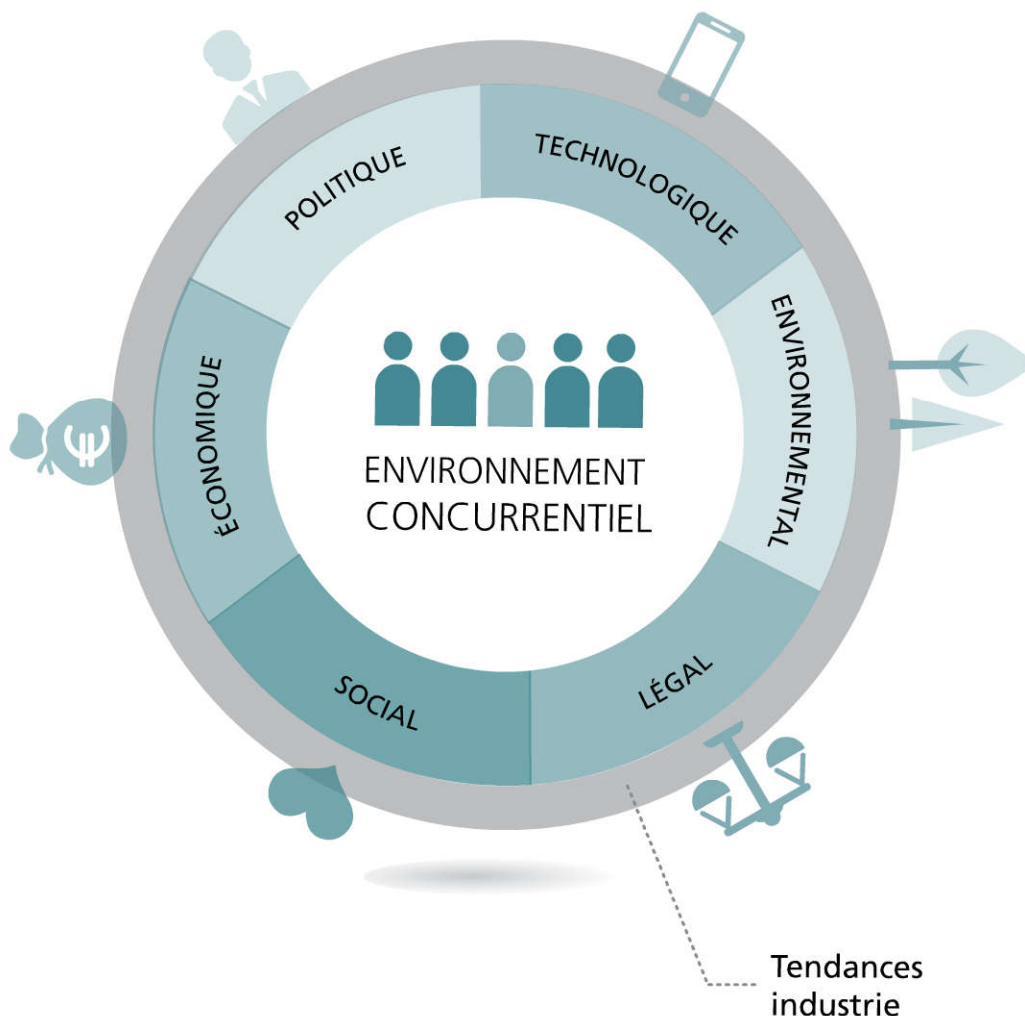 POLITIQUE
TECHNOLOGIQUE
ENVIRONNEMENTAL
LÉGAL
SOCIAL
ÉCONOMIQUE
€
ENVIRONNEMENT
CONCURRENTIEL
Tendances
industrie